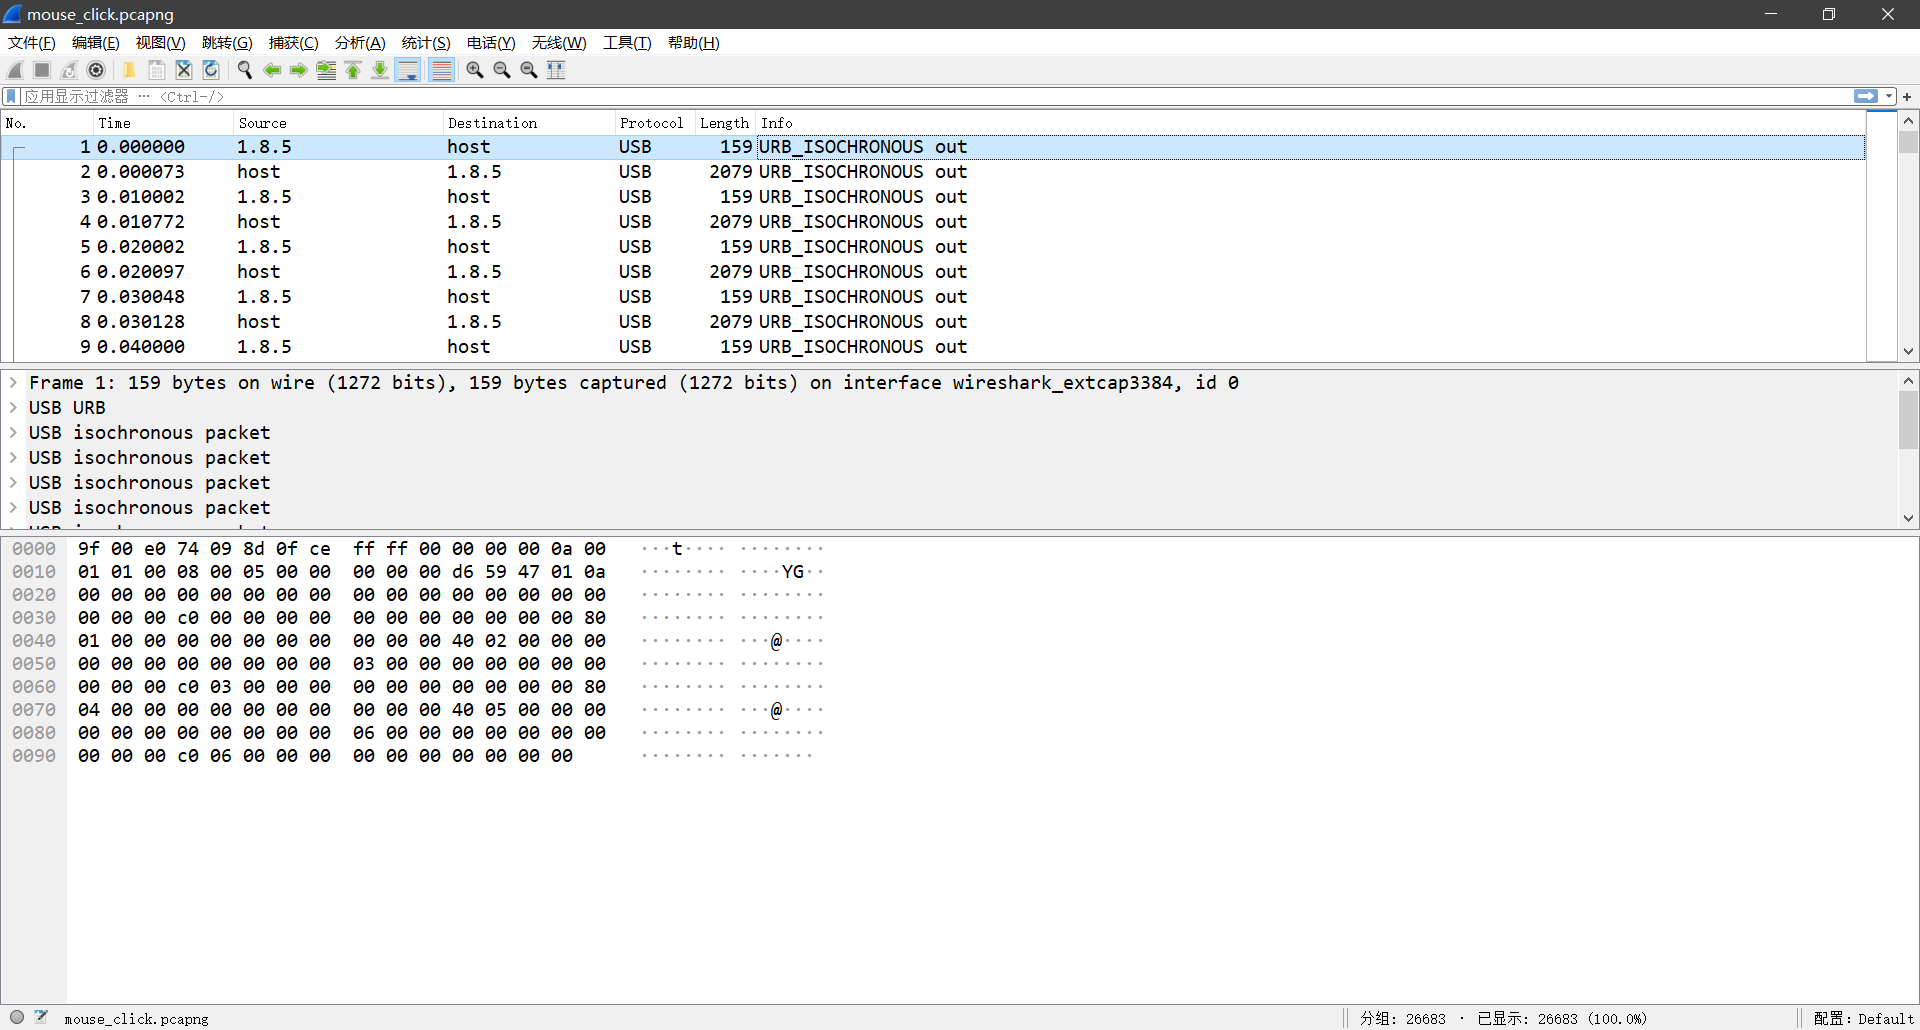 mouse_click.pcapng
文件(F) 编辑(E) 视图(V) 跳转(G) 捕获(C) 分析(A) 统计(S) 电话(Y) 无线(W) 工具(T) 帮助(H)
应用显示过滤器 … <Ctrl-/>
No. Time Source Destination Protocol Length Info
1 0.000000 1.8.5 host USB 159 URB_ISOCHRONOUS out
2 0.000073 host 1.8.5 USB 2079 URB_ISOCHRONOUS out
3 0.010002 1.8.5 host USB 159 URB_ISOCHRONOUS out
4 0.010772 host 1.8.5 USB 2079 URB_ISOCHRONOUS out
5 0.020002 1.8.5 host USB 159 URB_ISOCHRONOUS out
6 0.020097 host 1.8.5 USB 2079 URB_ISOCHRONOUS out
7 0.030048 1.8.5 host USB 159 URB_ISOCHRONOUS out
8 0.030128 host 1.8.5 USB 2079 URB_ISOCHRONOUS out
9 0.040000 1.8.5 host USB 159 URB_ISOCHRONOUS out
Frame 1: 159 bytes on wire (1272 bits), 159 bytes captured (1272 bits) on interface wireshark_extcap3384, id 0
USB URB
USB isochronous packet
USB isochronous packet
USB isochronous packet
USB isochronous packet
0000 9f 00 e0 74 09 8d 0f ce ff ff 00 00 00 00 0a 00 ···t···· ········
0010 01 01 00 08 00 05 00 00 00 00 00 d6 59 47 01 0a ········ ····YG··
0020 00 00 00 00 00 00 00 00 00 00 00 00 00 00 00 00 ········ ········
0030 00 00 00 c0 00 00 00 00 00 00 00 00 00 00 00 80 ········ ········
0040 01 00 00 00 00 00 00 00 00 00 00 40 02 00 00 00 ········ ···@····
0050 00 00 00 00 00 00 00 00 03 00 00 00 00 00 00 00 ········ ········
0060 00 00 00 c0 03 00 00 00 00 00 00 00 00 00 00 80 ········ ········
0070 04 00 00 00 00 00 00 00 00 00 00 40 05 00 00 00 ········ ···@····
0080 00 00 00 00 00 00 00 00 06 00 00 00 00 00 00 00 ········ ········
0090 00 00 00 c0 06 00 00 00 00 00 00 00 00 00 00 ········ ·······
mouse_click.pcapng 分组: 26683 · 已显示: 26683 (100.0%) 配置: Default